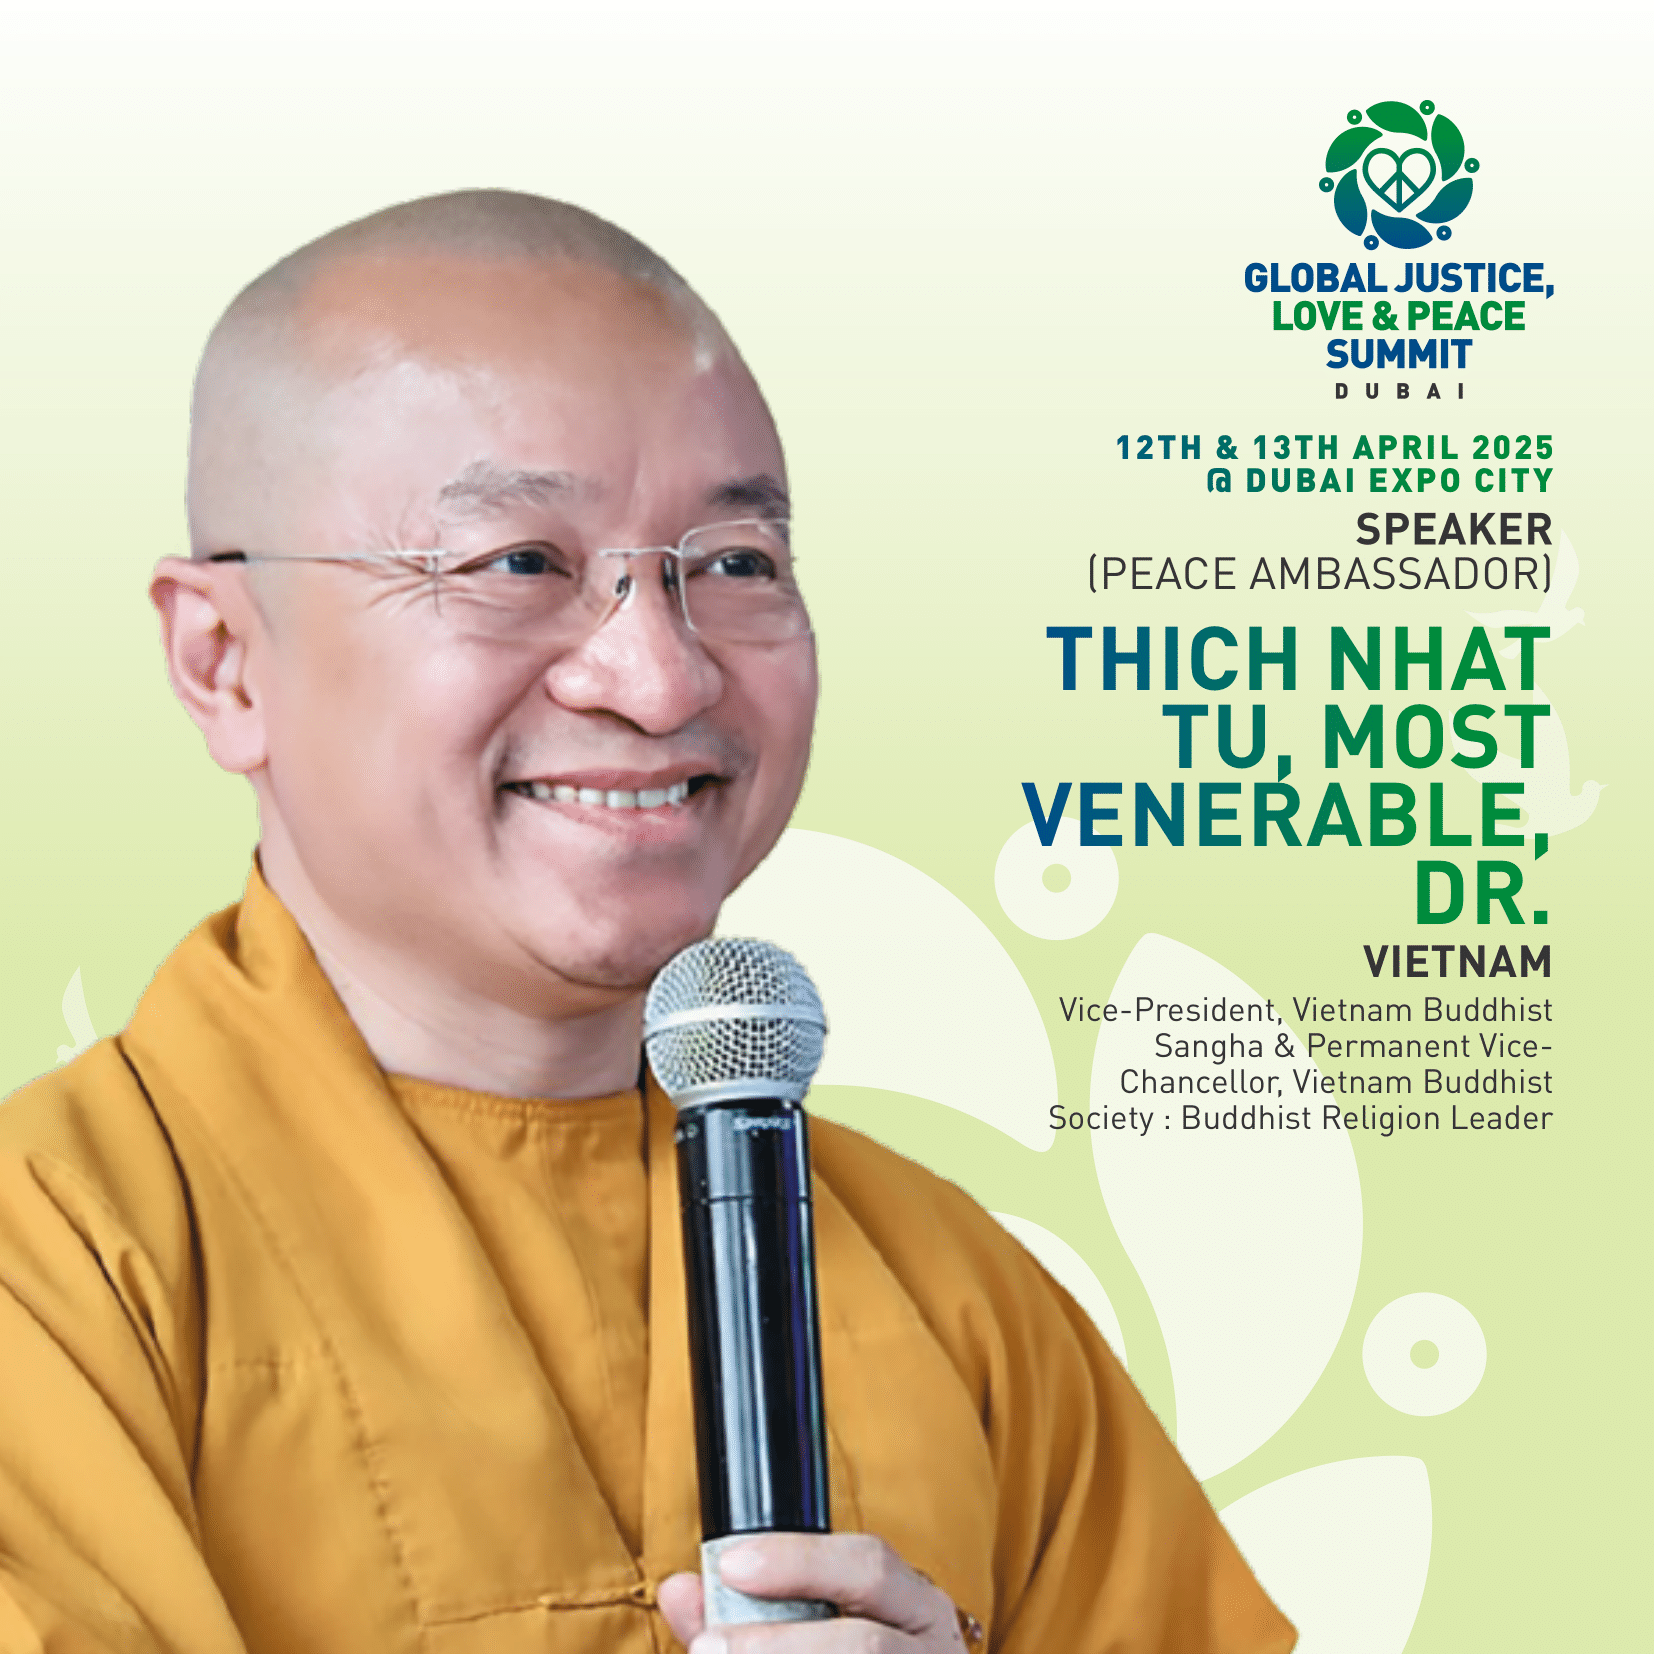 GLOBAL JUSTICE,
LOVE & PEACE
SUMMIT
DUBAI
12TH & 13TH APRIL 2025
@ DUBAI EXPO CITY
SPEAKER
(PEACE AMBASSADOR)
THICH NHAT
TU, MOST
VENERABLE,
DR.
VIETNAM
Vice-President, Vietnam Buddhist
Sangha & Permanent Vice-
Chancellor, Vietnam Buddhist
Society : Buddhist Religion Leader